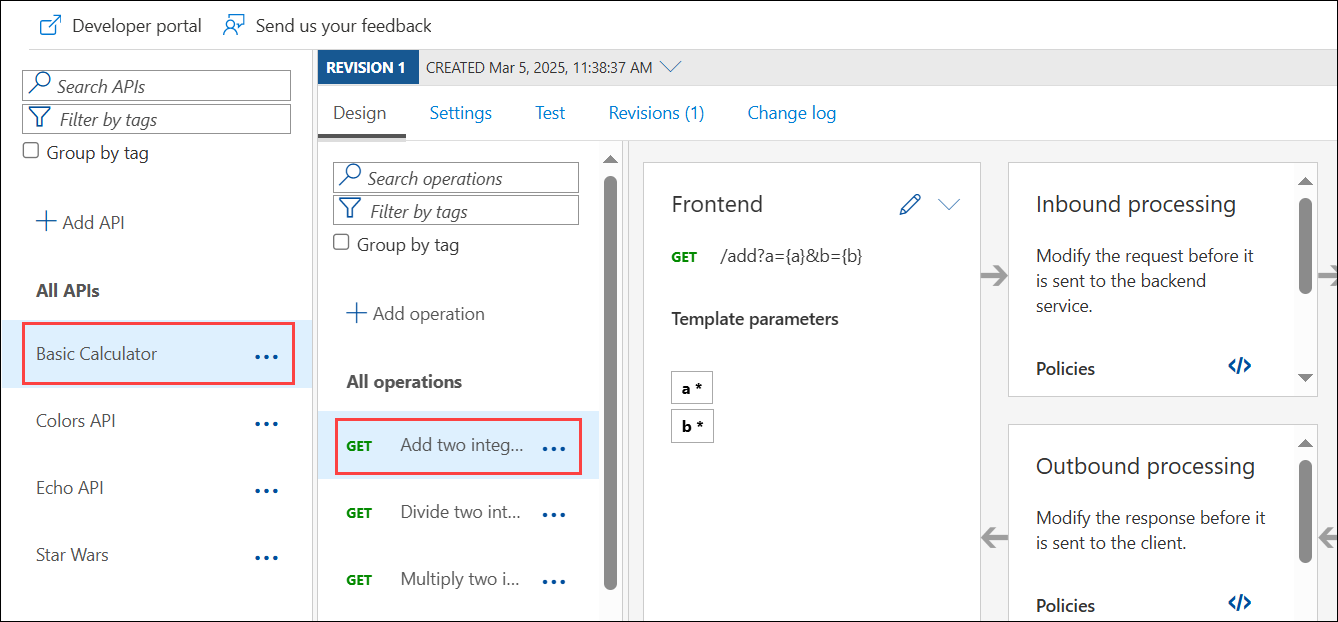 Developer portal
Send us your feedback
Search APIs
Filter by tags
Group by tag
Add API
All APIs
Basic Calculator
Colors API
Echo API
Star Wars
REVISION 1
CREATED Mar 5, 2025, 11:38:37 AM
Design
Settings
Test
Revisions (1)
Change log
Search operations
Filter by tags
Group by tag
Add operation
All operations
GET Add two integ...
GET Divide two int...
GET Multiply two i...
Frontend
GET /add?a={a}&b={b}
Template parameters
a *
b *
Inbound processing
Modify the request before it
is sent to the backend
service.
Policies </>
Outbound processing
Modify the response before it
is sent to the client.
Policies </>